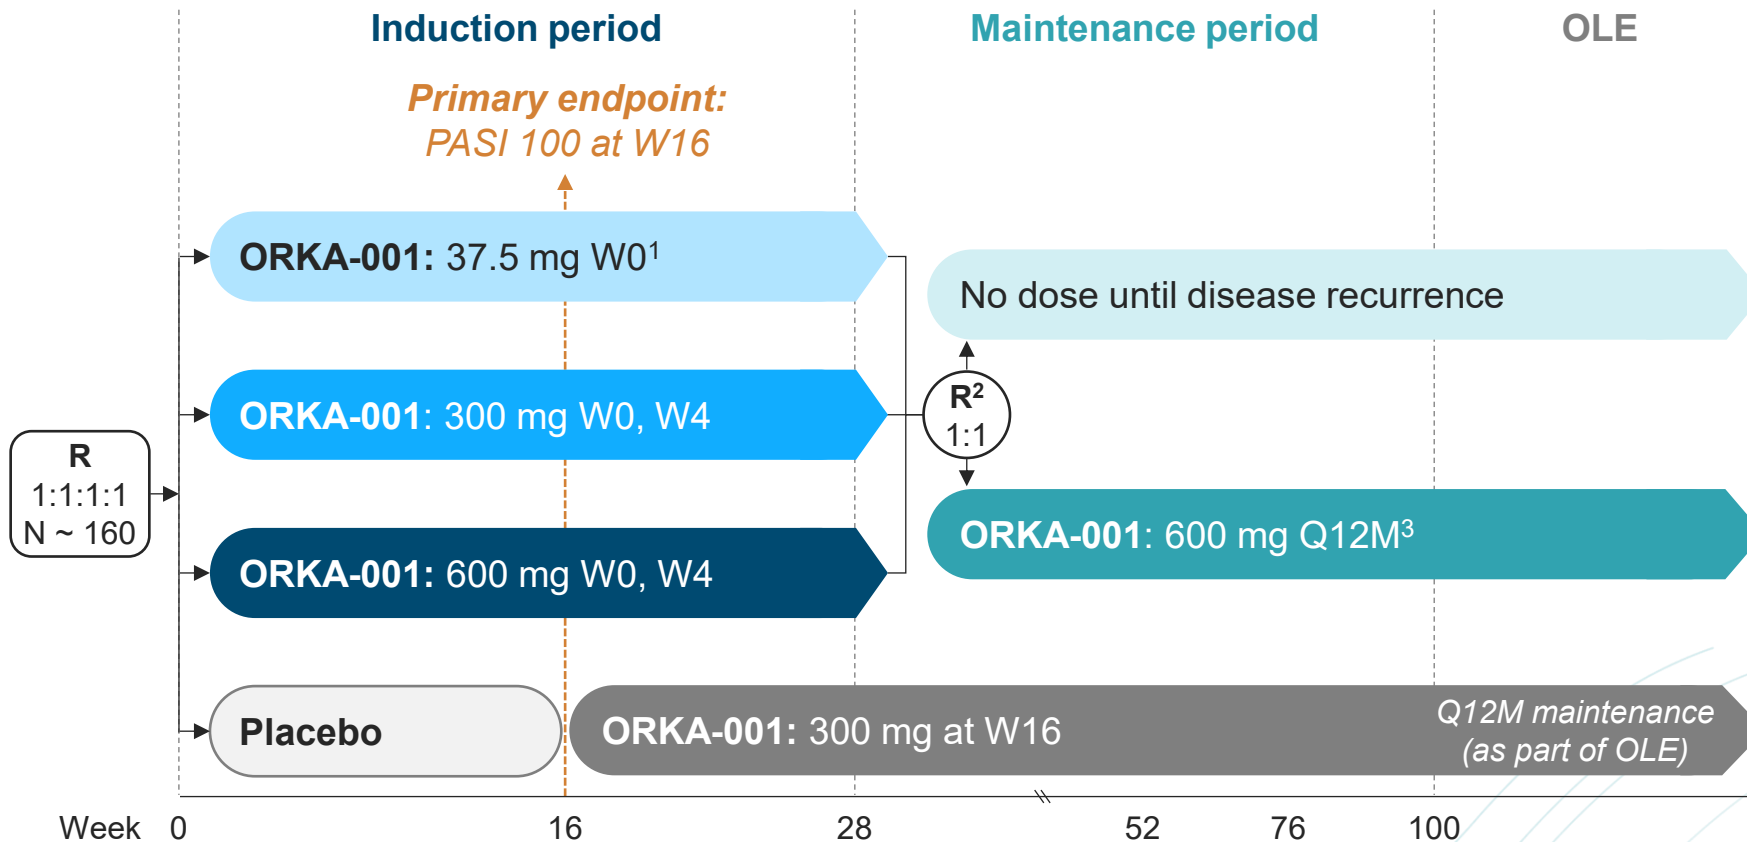 Induction period
Maintenance period
OLE
Primary endpoint:
PASI 100 at W16
ORKA-001: 37.5 mg W0¹
No dose until disease recurrence
ORKA-001: 300 mg W0, W4
R²
1:1
R
1:1:1:1
N ~ 160
ORKA-001: 600 mg Q12M³
ORKA-001: 600 mg W0, W4
Placebo
ORKA-001: 300 mg at W16
Q12M maintenance
(as part of OLE)
Week 0 16 28 52 76 100